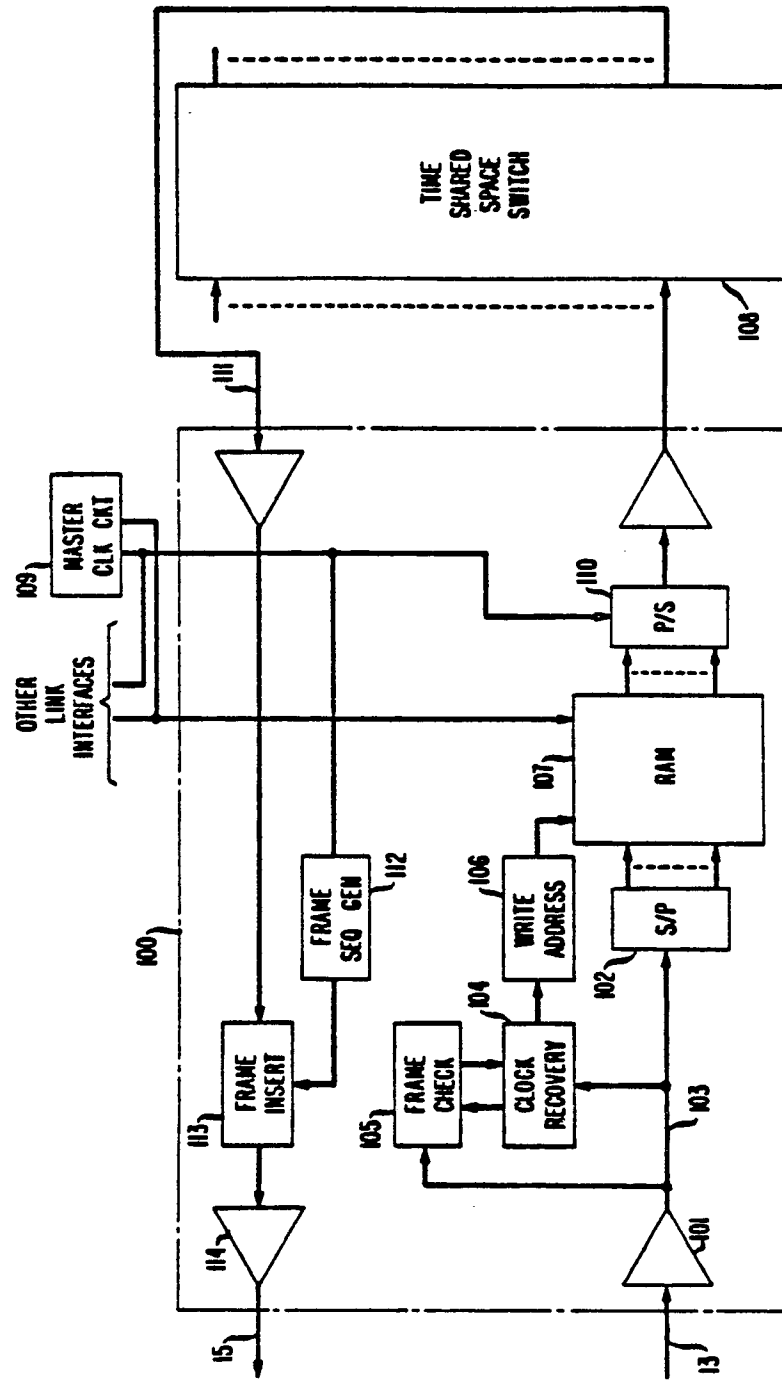 OTHER
LINK
INTERFACES
109
MASTER
CLK CKT
111
TIME
SHARED
SPACE
SWITCH
108
100
15
114
113
FRAME
INSERT
FRAME
SEQ GEN
112
105
FRAME
CHECK
104
CLOCK
RECOVERY
106
WRITE
ADDRESS
107
RAM
110
P/S
102
S/P
103
101
13